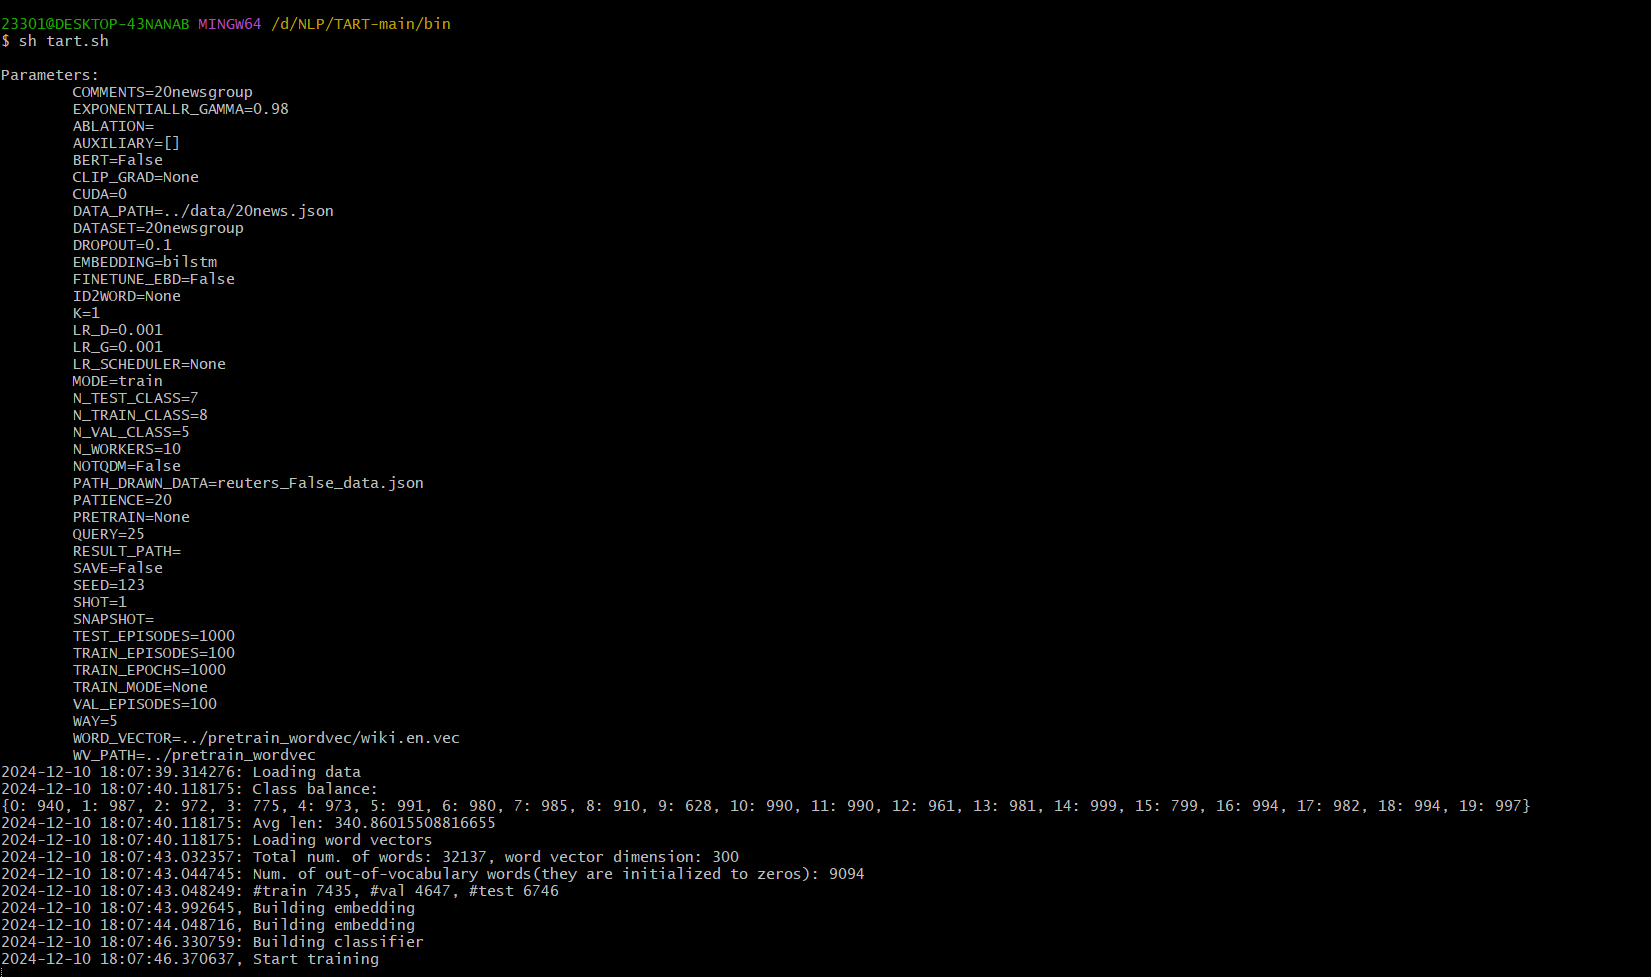 23301@DESKTOP-43NANAB MINGW64 /d/NLP/TART-main/bin
$ sh tart.sh
Parameters:
COMMENTS=20newsgroup
EXPONENTIALLR_GAMMA=0.98
ABLATION=
AUXILIARY=[]
BERT=False
CLIP_GRAD=None
CUDA=0
DATA_PATH=../data/20news.json
DATASET=20newsgroup
DROPOUT=0.1
EMBEDDING=bilstm
FINETUNE_EBD=False
ID2WORD=None
K=1
LR_D=0.001
LR_G=0.001
LR_SCHEDULER=None
MODE=train
N_TEST_CLASS=7
N_TRAIN_CLASS=8
N_VAL_CLASS=5
N_WORKERS=10
NOTQDM=False
PATH_DRAWN_DATA=reuters_False_data.json
PATIENCE=20
PRETRAIN=None
QUERY=25
RESULT_PATH=
SAVE=False
SEED=123
SHOT=1
SNAPSHOT=
TEST_EPISODES=1000
TRAIN_EPISODES=100
TRAIN_EPOCHS=1000
TRAIN_MODE=None
VAL_EPISODES=100
WAY=5
WORD_VECTOR=../pretrain_wordvec/wiki.en.vec
WV_PATH=../pretrain_wordvec
2024-12-10 18:07:39.314276: Loading data
2024-12-10 18:07:40.118175: Class balance:
{0: 940, 1: 987, 2: 972, 3: 775, 4: 973, 5: 991, 6: 980, 7: 985, 8: 910, 9: 628, 10: 990, 11: 990, 12: 961, 13: 981, 14: 999, 15: 799, 16: 994, 17: 982, 18: 994, 19: 997}
2024-12-10 18:07:40.118175: Avg len: 340.86015508816655
2024-12-10 18:07:40.118175: Loading word vectors
2024-12-10 18:07:43.032357: Total num. of words: 32137, word vector dimension: 300
2024-12-10 18:07:43.044745: Num. of out-of-vocabulary words(they are initialized to zeros): 9094
2024-12-10 18:07:43.048249: #train 7435, #val 4647, #test 6746
2024-12-10 18:07:43.992645, Building embedding
2024-12-10 18:07:44.048716, Building embedding
2024-12-10 18:07:46.330759: Building classifier
2024-12-10 18:07:46.370637, Start training